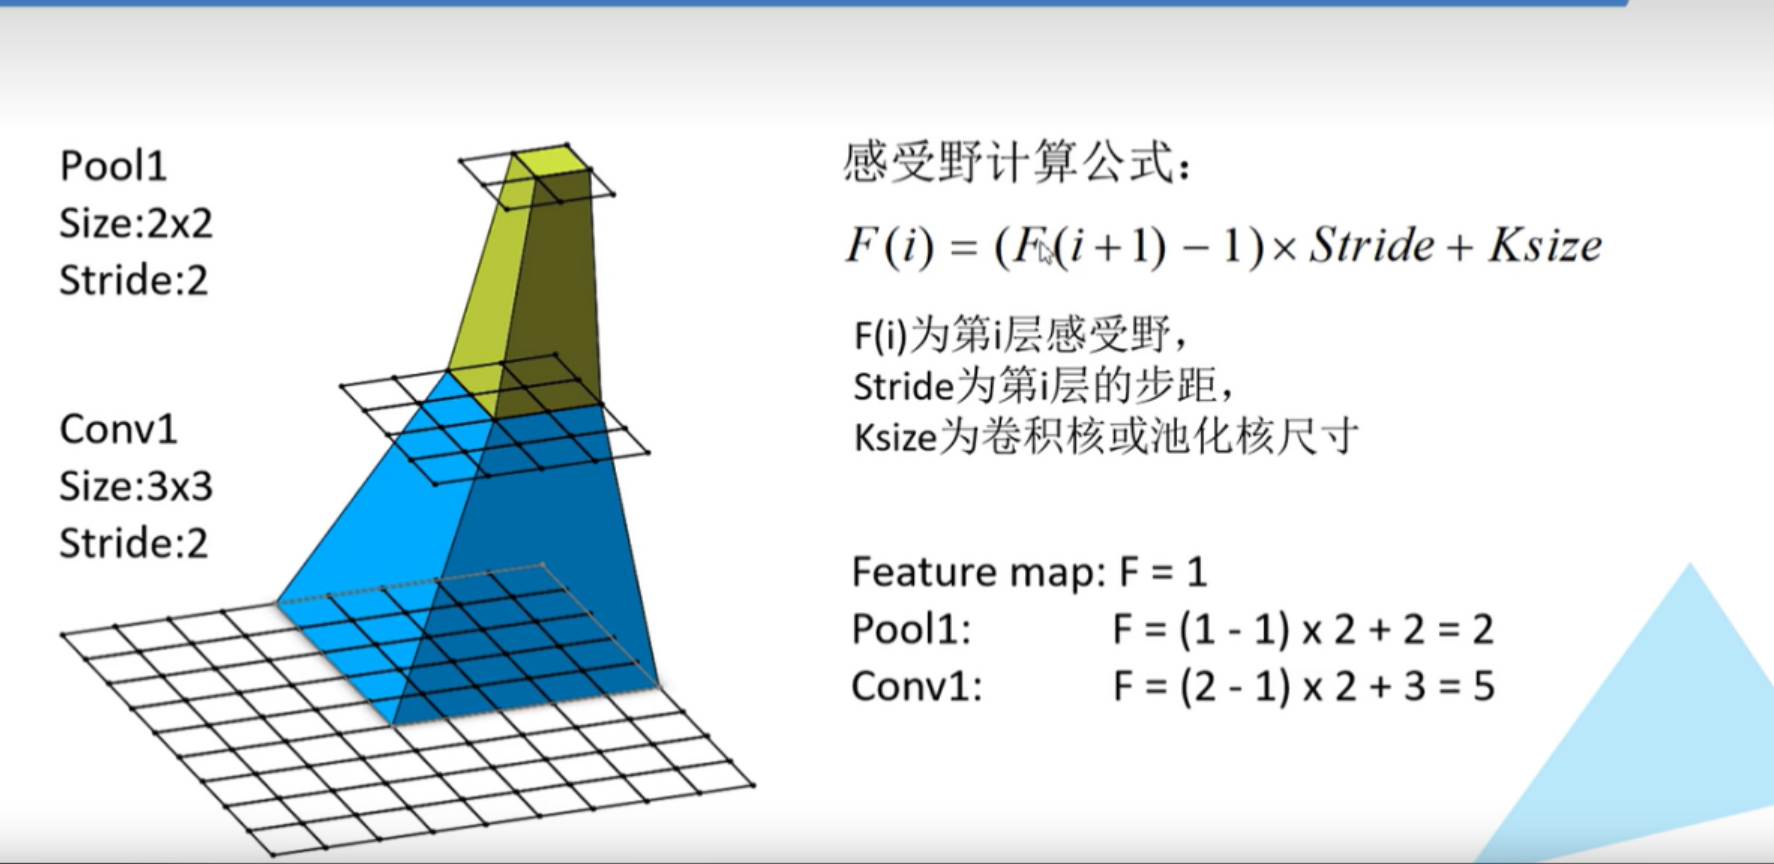 Pool1
Size:2x2
Stride:2
Conv1
Size:3x3
Stride:2
感受野计算公式：
F(i) = (F(i+1) − 1) × Stride + Ksize
F(i)为第i层感受野，
Stride为第i层的步距，
Ksize为卷积核或池化核尺寸
Feature map: F = 1
Pool1: F = (1 - 1) x 2 + 2 = 2
Conv1: F = (2 - 1) x 2 + 3 = 5